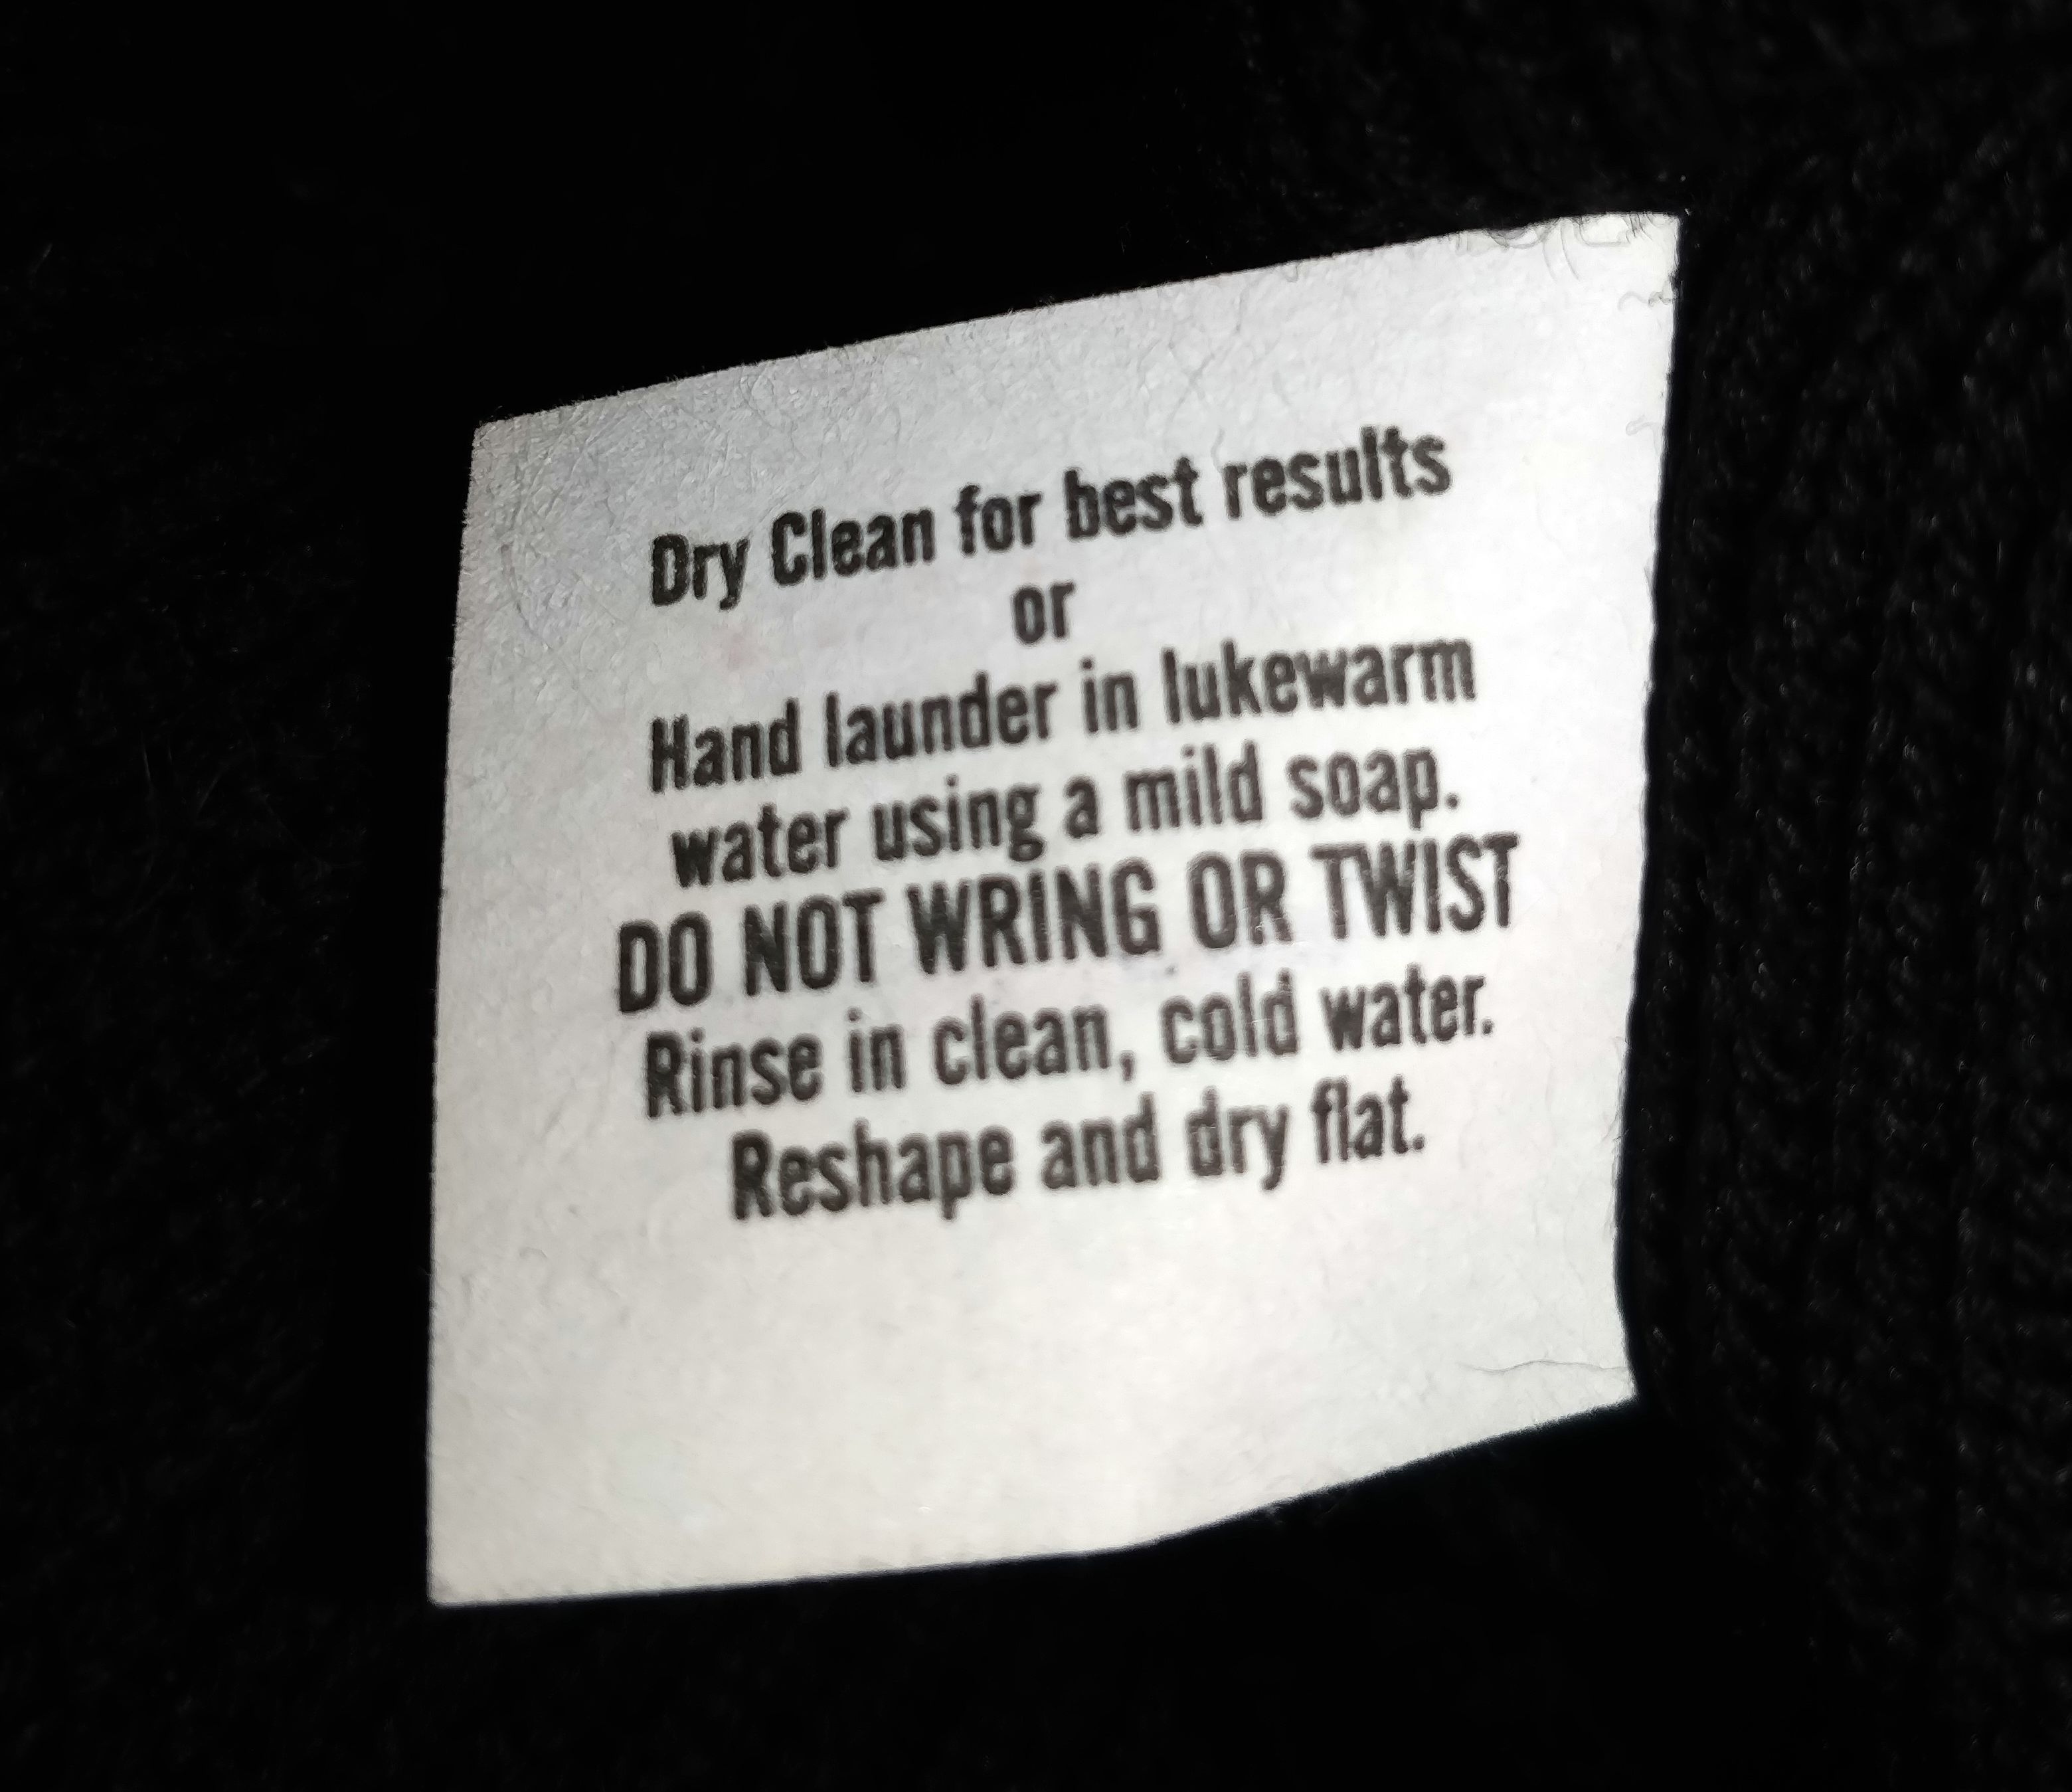 Dry Clean for best results
or
Hand launder in lukewarm
water using a mild soap.
DO NOT WRING OR TWIST
Rinse in clean, cold water.
Reshape and dry flat.